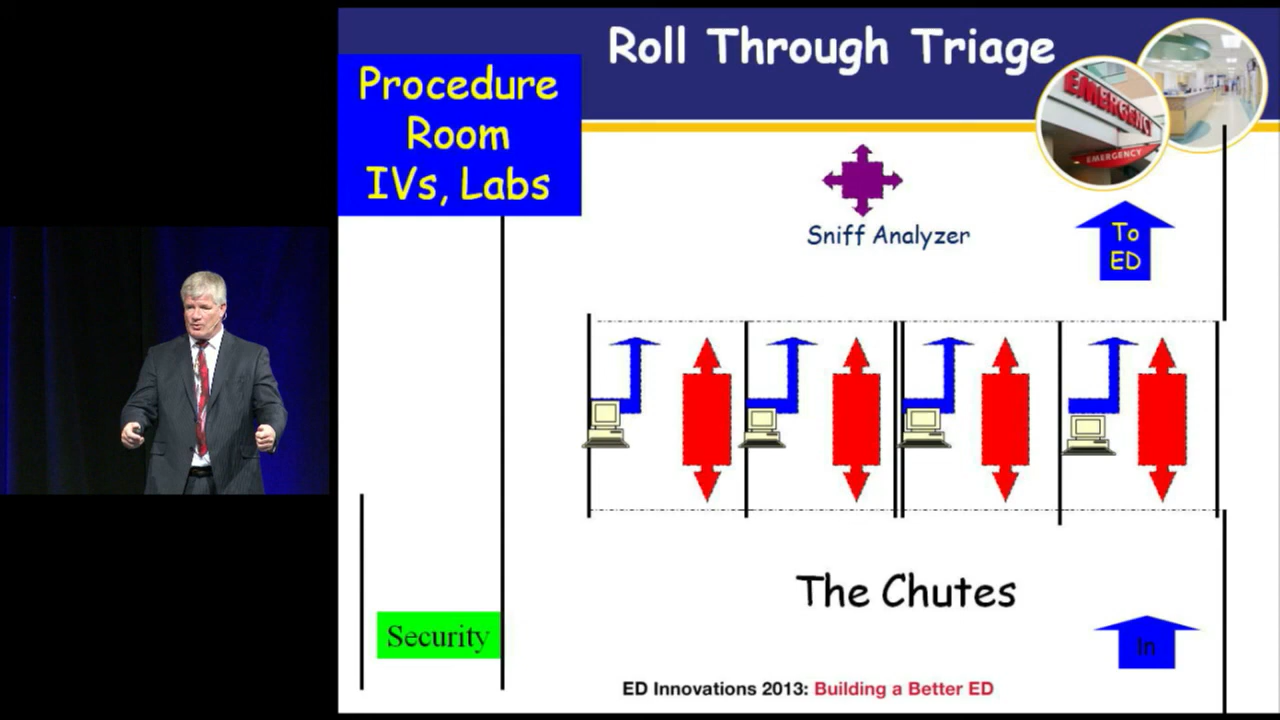 Roll Through Triage
Procedure
Room
IVs, Labs
EMERGENCY
EMERGENCY
Sniff Analyzer
To
ED
The Chutes
Security
In
ED Innovations 2013: Building a Better ED